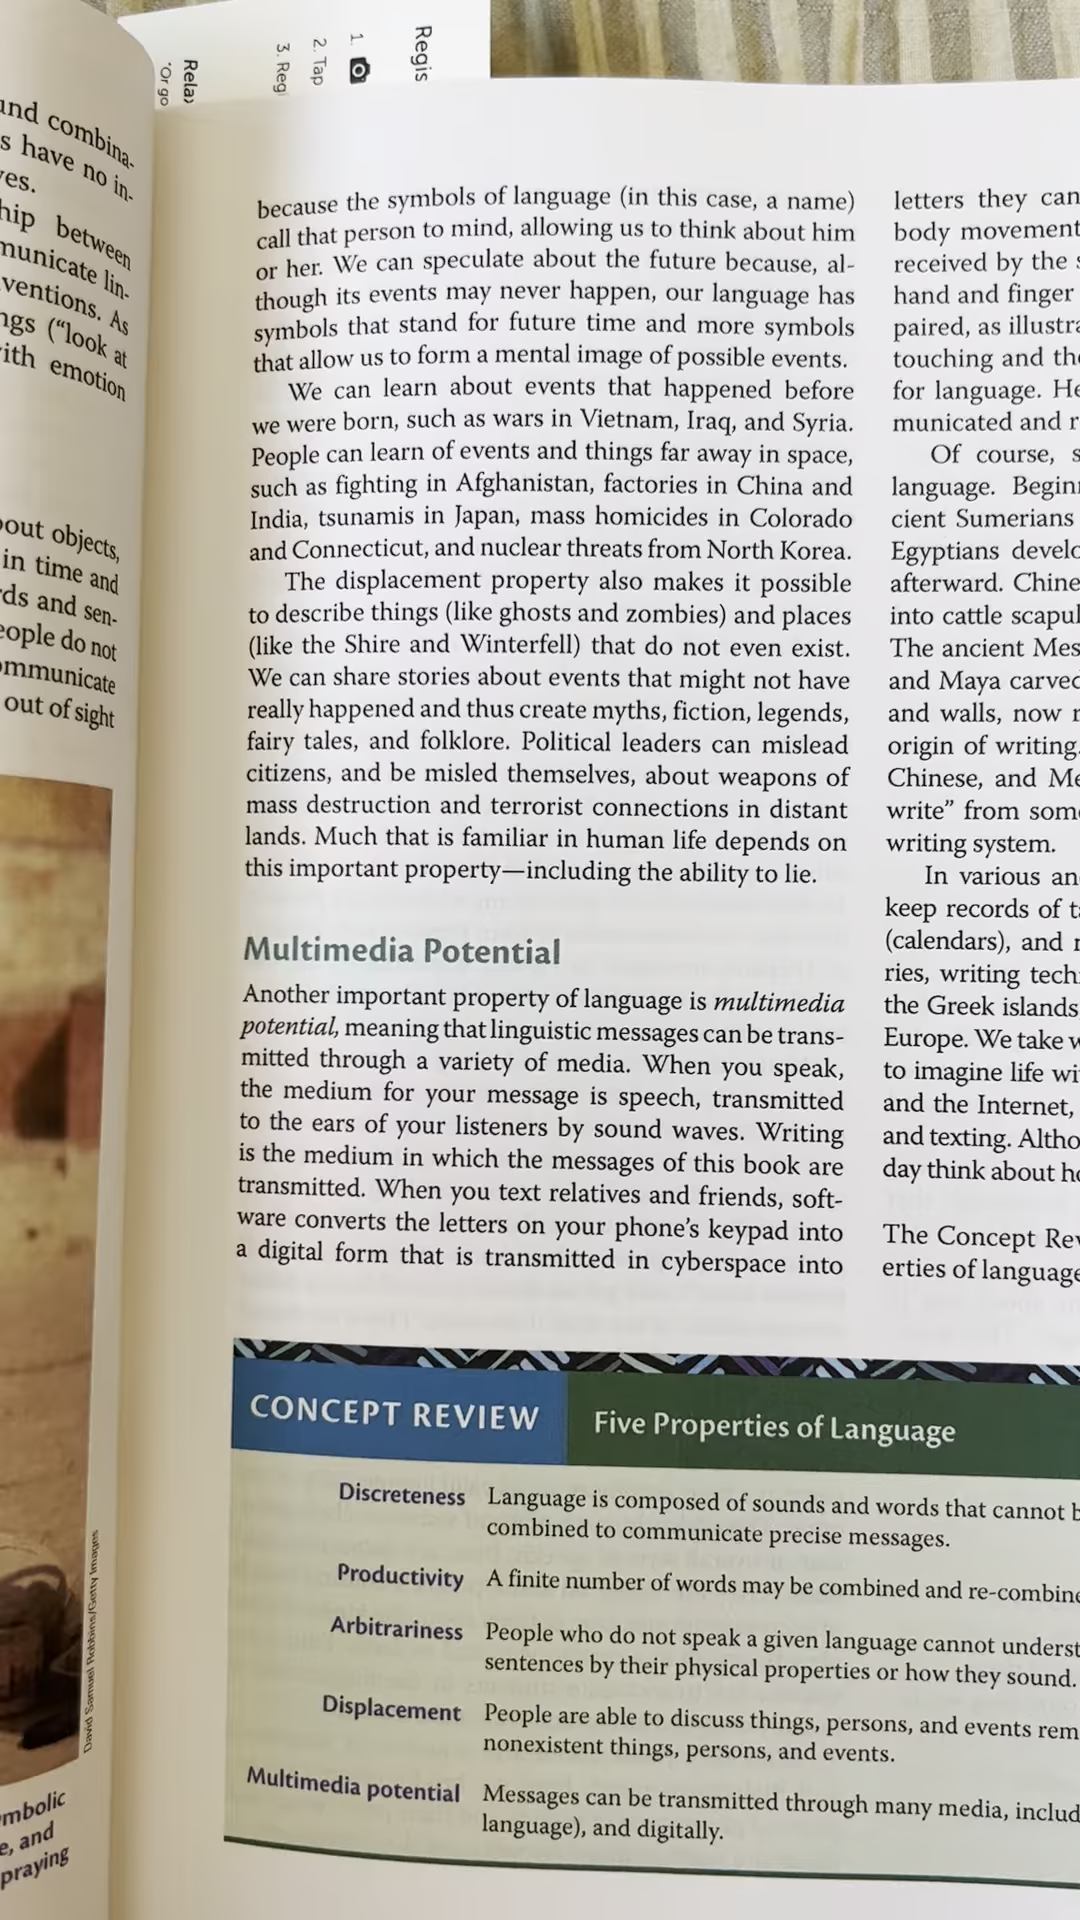 Regis
1.
2. Tap
3. Reg
Rela
*Or go
and combina-
s have no in-
ves.
hip between
municate lin-
ventions. As
ngs (“look at
with emotion
bout objects,
in time and
rds and sen-
eople do not
ommunicate
out of sight
David Samuel Robbins/Getty Images
mbolic
e, and
praying
because the symbols of language (in this case, a name)
call that person to mind, allowing us to think about him
or her. We can speculate about the future because, al-
though its events may never happen, our language has
symbols that stand for future time and more symbols
that allow us to form a mental image of possible events.
We can learn about events that happened before
we were born, such as wars in Vietnam, Iraq, and Syria.
People can learn of events and things far away in space,
such as fighting in Afghanistan, factories in China and
India, tsunamis in Japan, mass homicides in Colorado
and Connecticut, and nuclear threats from North Korea.
The displacement property also makes it possible
to describe things (like ghosts and zombies) and places
(like the Shire and Winterfell) that do not even exist.
We can share stories about events that might not have
really happened and thus create myths, fiction, legends,
fairy tales, and folklore. Political leaders can mislead
citizens, and be misled themselves, about weapons of
mass destruction and terrorist connections in distant
lands. Much that is familiar in human life depends on
this important property—including the ability to lie.
Multimedia Potential
Another important property of language is multimedia
potential, meaning that linguistic messages can be trans-
mitted through a variety of media. When you speak,
the medium for your message is speech, transmitted
to the ears of your listeners by sound waves. Writing
is the medium in which the messages of this book are
transmitted. When you text relatives and friends, soft-
ware converts the letters on your phone’s keypad into
a digital form that is transmitted in cyberspace into
letters they can
body movement
received by the s
hand and finger
paired, as illustra
touching and the
for language. He
municated and r
Of course, s
language. Beginn
cient Sumerians
Egyptians develo
afterward. Chine
into cattle scapul
The ancient Mes
and Maya carved
and walls, now r
origin of writing.
Chinese, and Me
write” from some
writing system.
In various an
keep records of ta
(calendars), and r
ries, writing tech
the Greek islands
Europe. We take w
to imagine life wi
and the Internet,
and texting. Altho
day think about ho
The Concept Rev
erties of language
CONCEPT REVIEW
Five Properties of Language
Discreteness Language is composed of sounds and words that cannot b
combined to communicate precise messages.
Productivity A finite number of words may be combined and re-combine
Arbitrariness People who do not speak a given language cannot underst
sentences by their physical properties or how they sound.
Displacement People are able to discuss things, persons, and events rem
nonexistent things, persons, and events.
Multimedia potential Messages can be transmitted through many media, includ
language), and digitally.